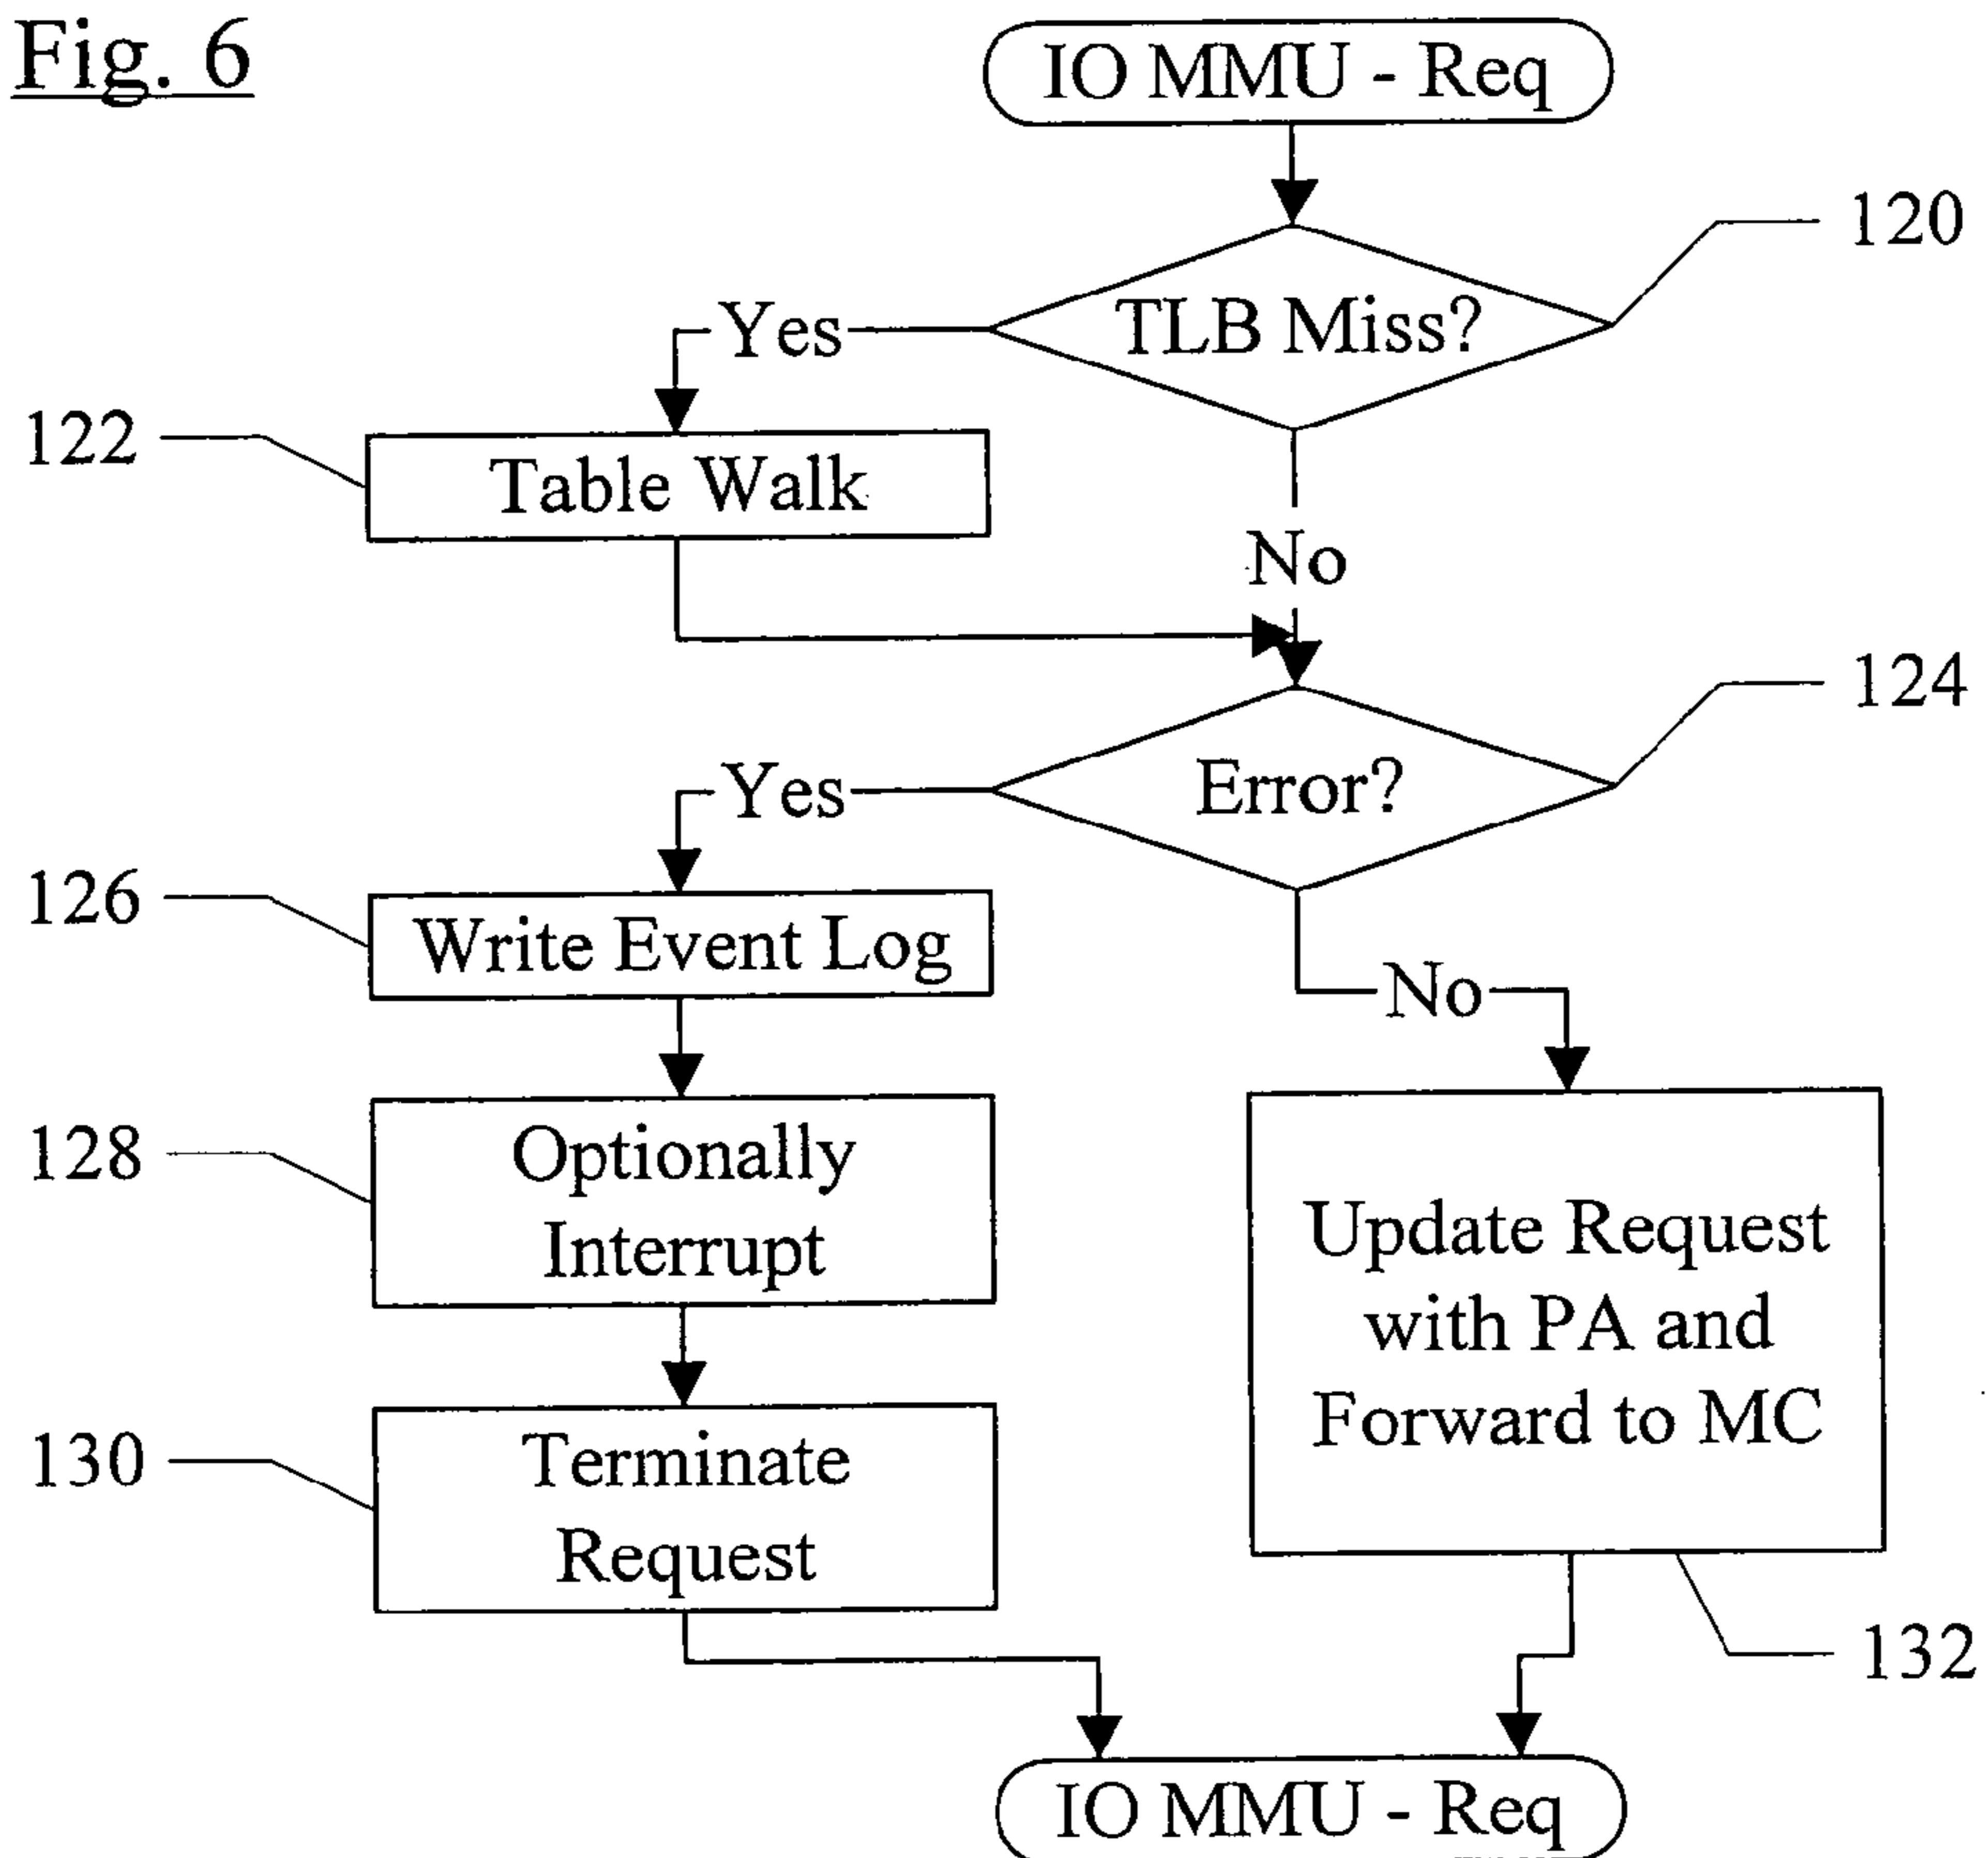 Fig. 6
IO MMU - Req
120
TLB Miss?
Yes
122
Table Walk
No
124
Error?
Yes
126
Write Event Log
No
128
Optionally
Interrupt
Update Request
with PA and
Forward to MC
130
Terminate
Request
132
IO MMU - Req